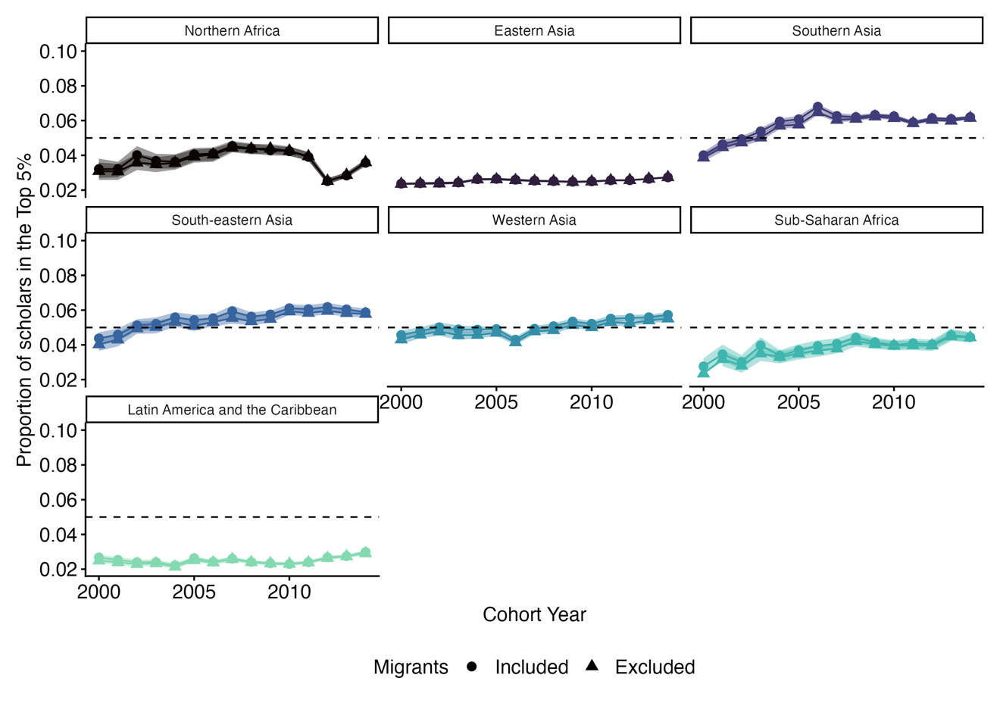 Northern Africa
Eastern Asia
Southern Asia
0.10
0.08
0.06
0.04
0.02
South-eastern Asia
Western Asia
Sub-Saharan Africa
0.10
0.08
0.06
0.04
0.02
2000 2005 2010
2000 2005 2010
Latin America and the Caribbean
0.10
0.08
0.06
0.04
0.02
2000 2005 2010
Proportion of scholars in the Top 5%
Cohort Year
Migrants Included Excluded